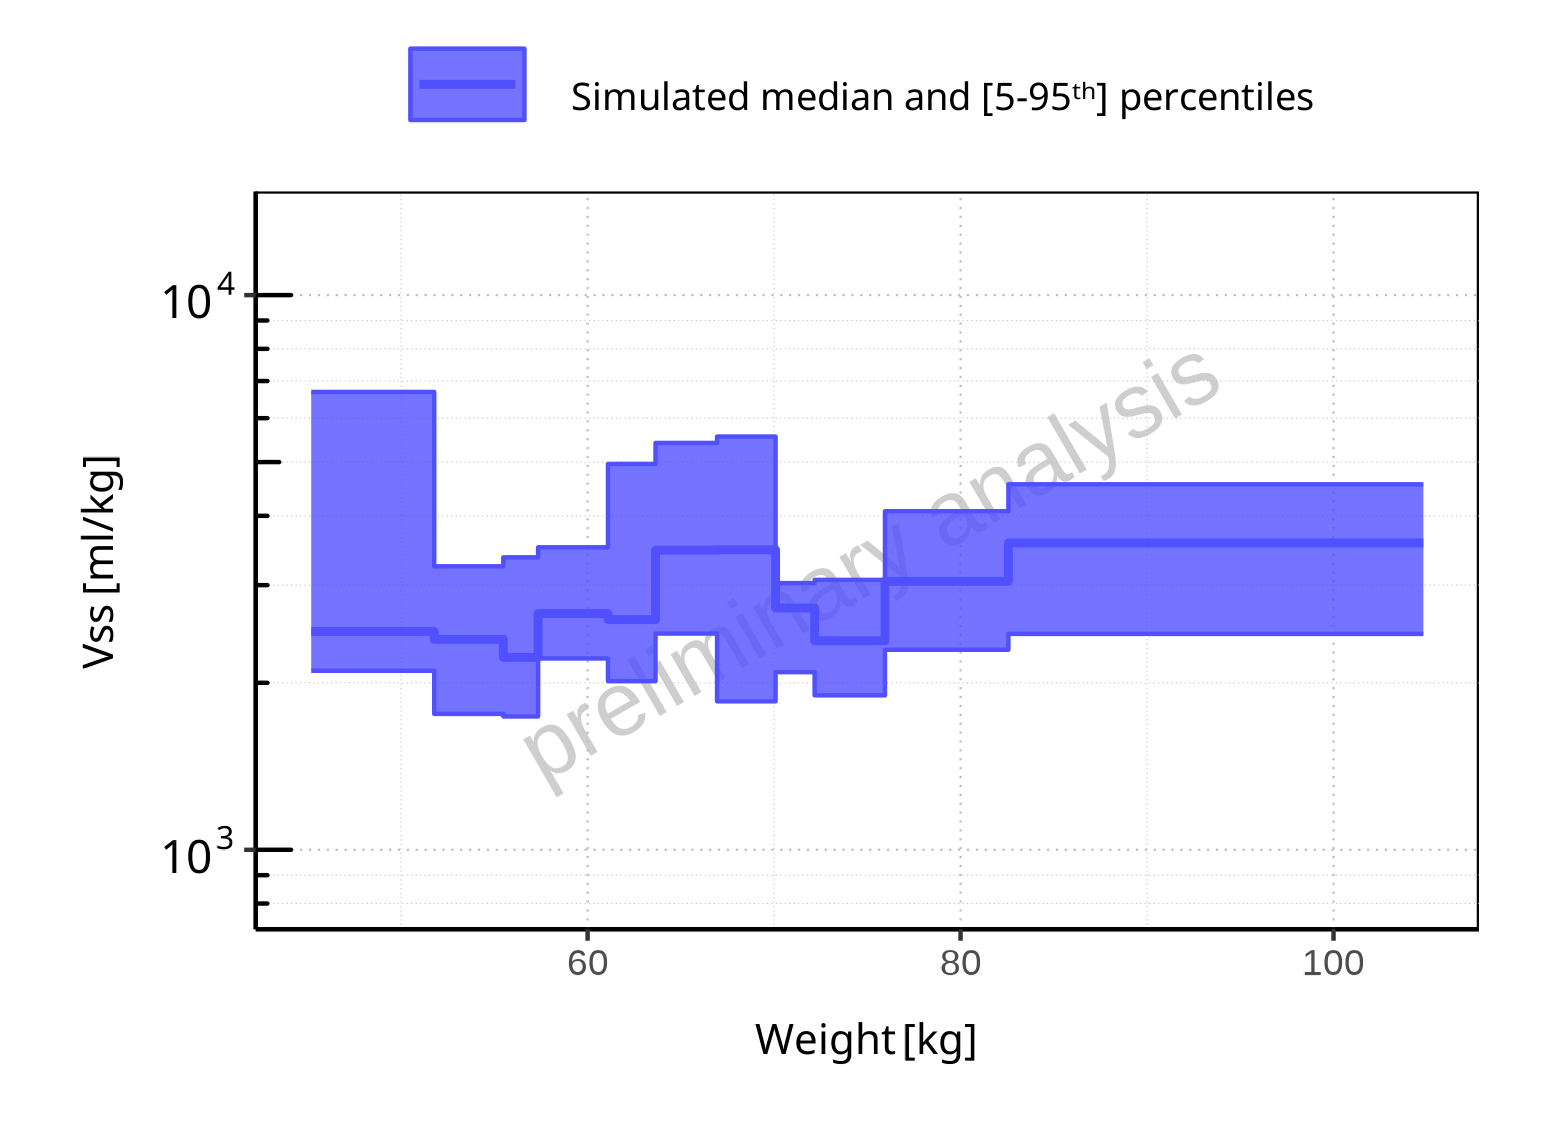 Simulated median and [5-95th] percentiles
10^4
10^3
Vss [ml/kg]
preliminary analysis
60 80 100
Weight [kg]